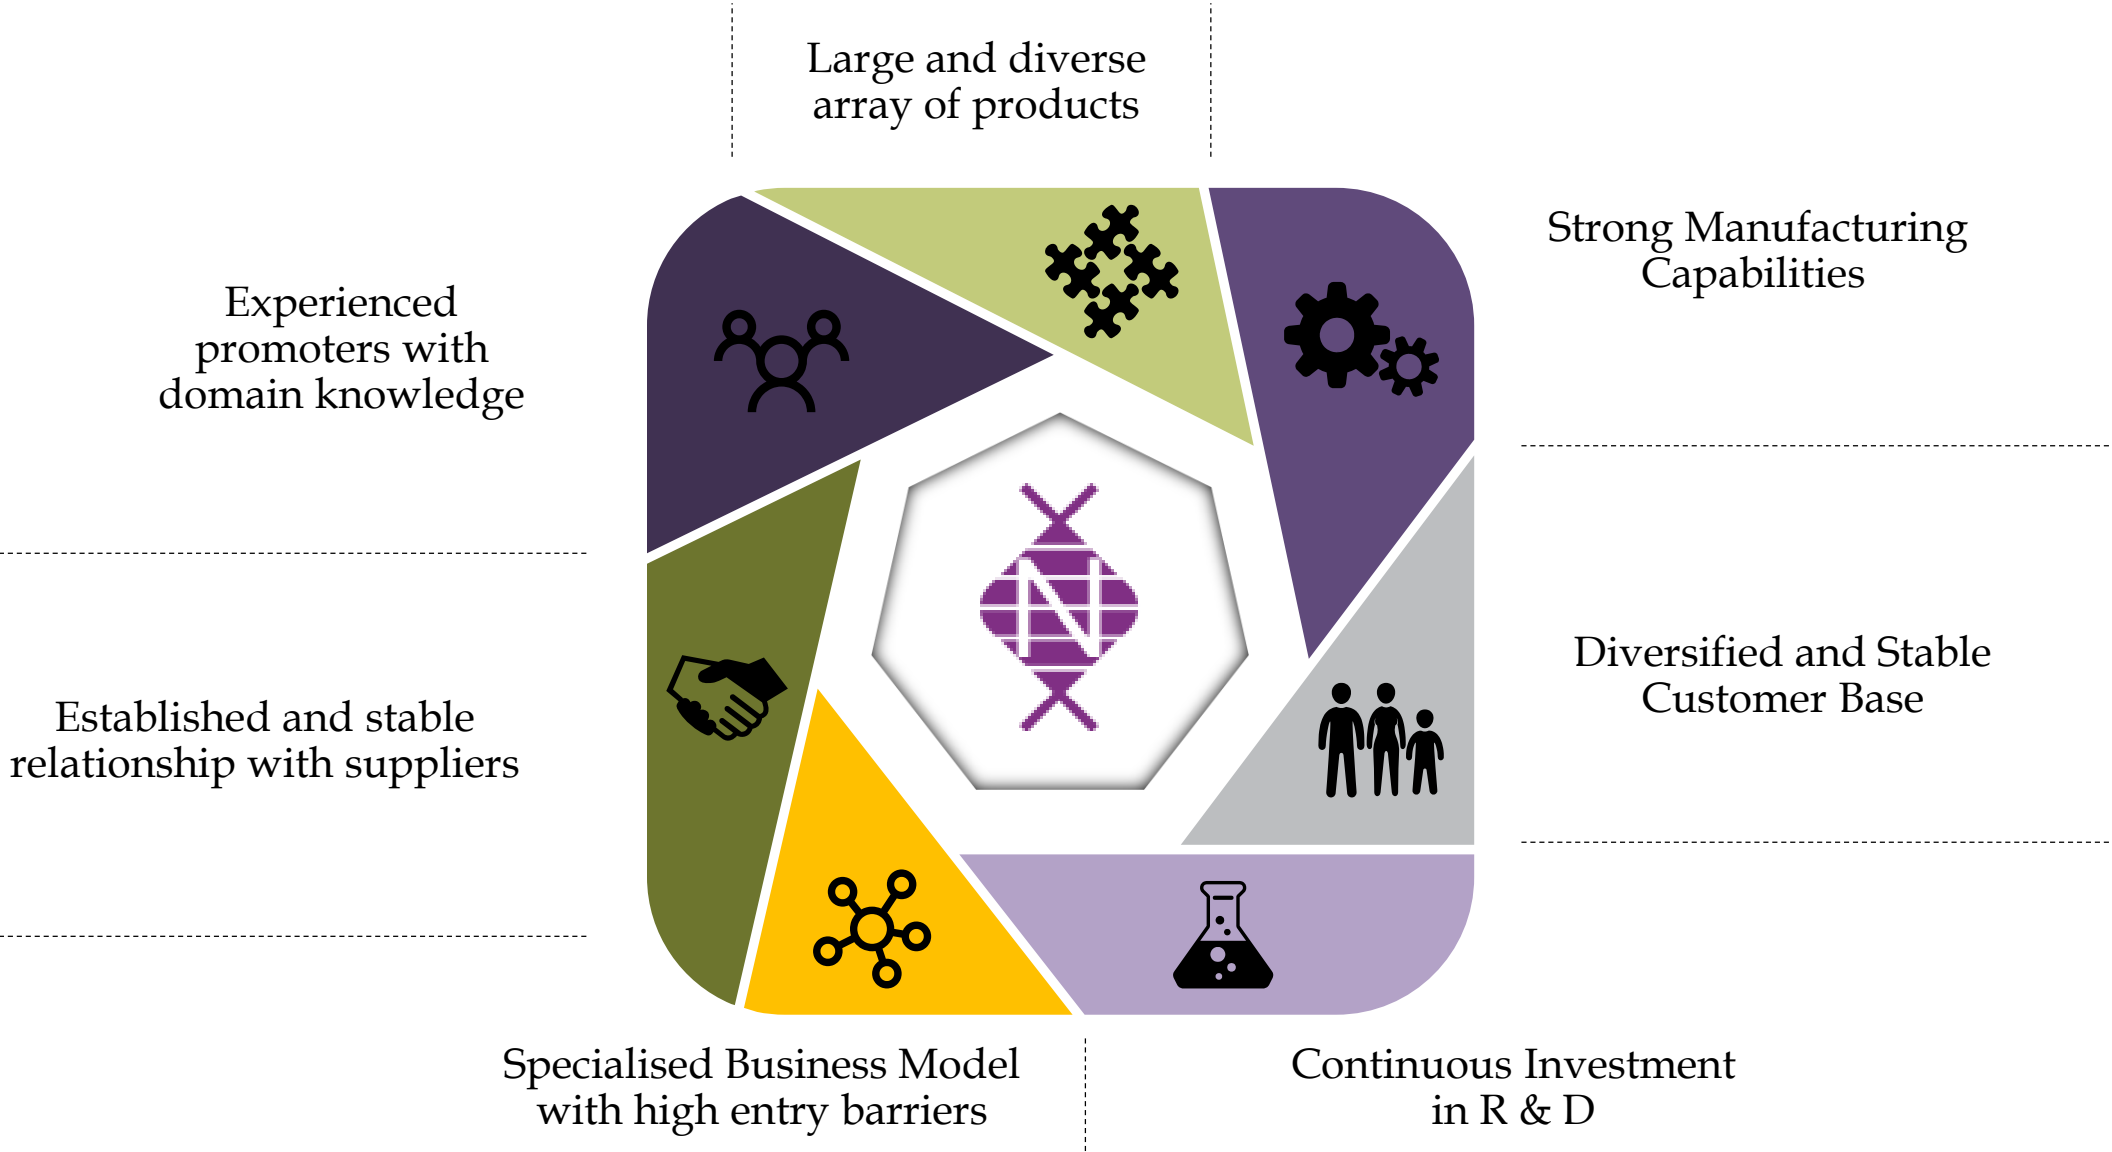 Large and diverse
array of products
Strong Manufacturing
Capabilities
Experienced
promoters with
domain knowledge
N
Diversified and Stable
Customer Base
Established and stable
relationship with suppliers
Specialised Business Model
with high entry barriers
Continuous Investment
in R & D